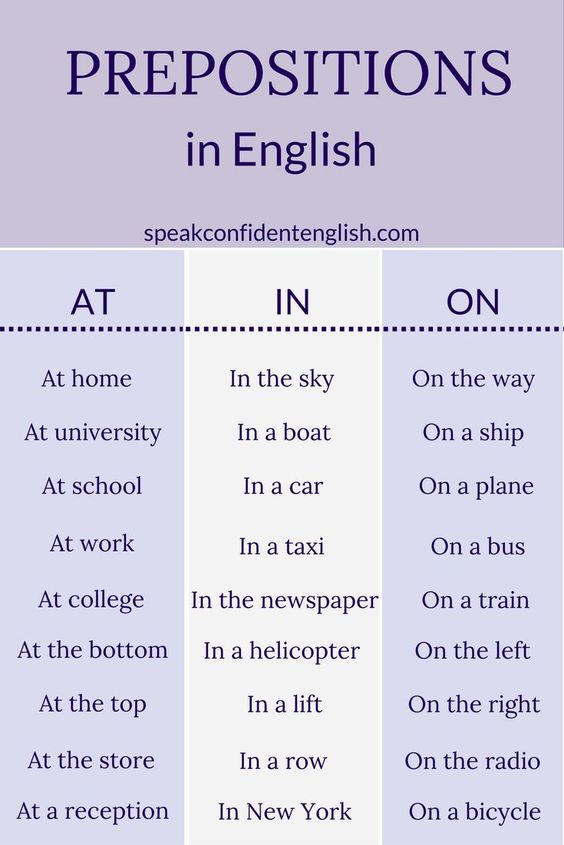 PREPOSITIONS
in English
speakconfidentenglish.com
AT IN ON
At home In the sky On the way
At university In a boat On a ship
At school In a car On a plane
At work In a taxi On a bus
At college In the newspaper On a train
At the bottom In a helicopter On the left
At the top In a lift On the right
At the store In a row On the radio
At a reception In New York On a bicycle